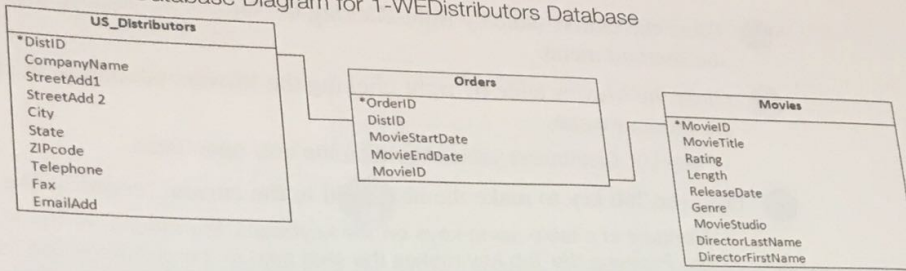 Database Diagram for 1-WEDistributors Database
US_Distributors
*DistID
CompanyName
StreetAdd1
StreetAdd 2
City
State
ZIPcode
Telephone
Fax
EmailAdd
Orders
*OrderID
DistID
MovieStartDate
MovieEndDate
MovieID
Movies
*MovieID
MovieTitle
Rating
Length
ReleaseDate
Genre
MovieStudio
DirectorLastName
DirectorFirstName